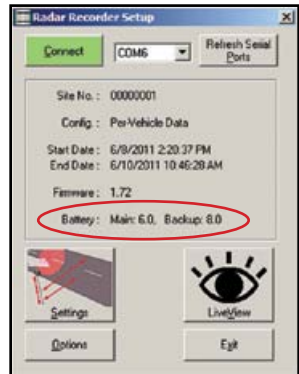 Radar Recorder Setup
Connect
COM6
Refresh Serial
Ports
Site No. : 00000001
Config. : Per-Vehicle Data
Start Date : 6/8/2011 2:20:37 PM
End Date : 6/10/2011 10:46:28 AM
Firmware : 1.72
Battery : Main: 6.0, Backup: 8.0
Settings
LiveView
Options
Exit